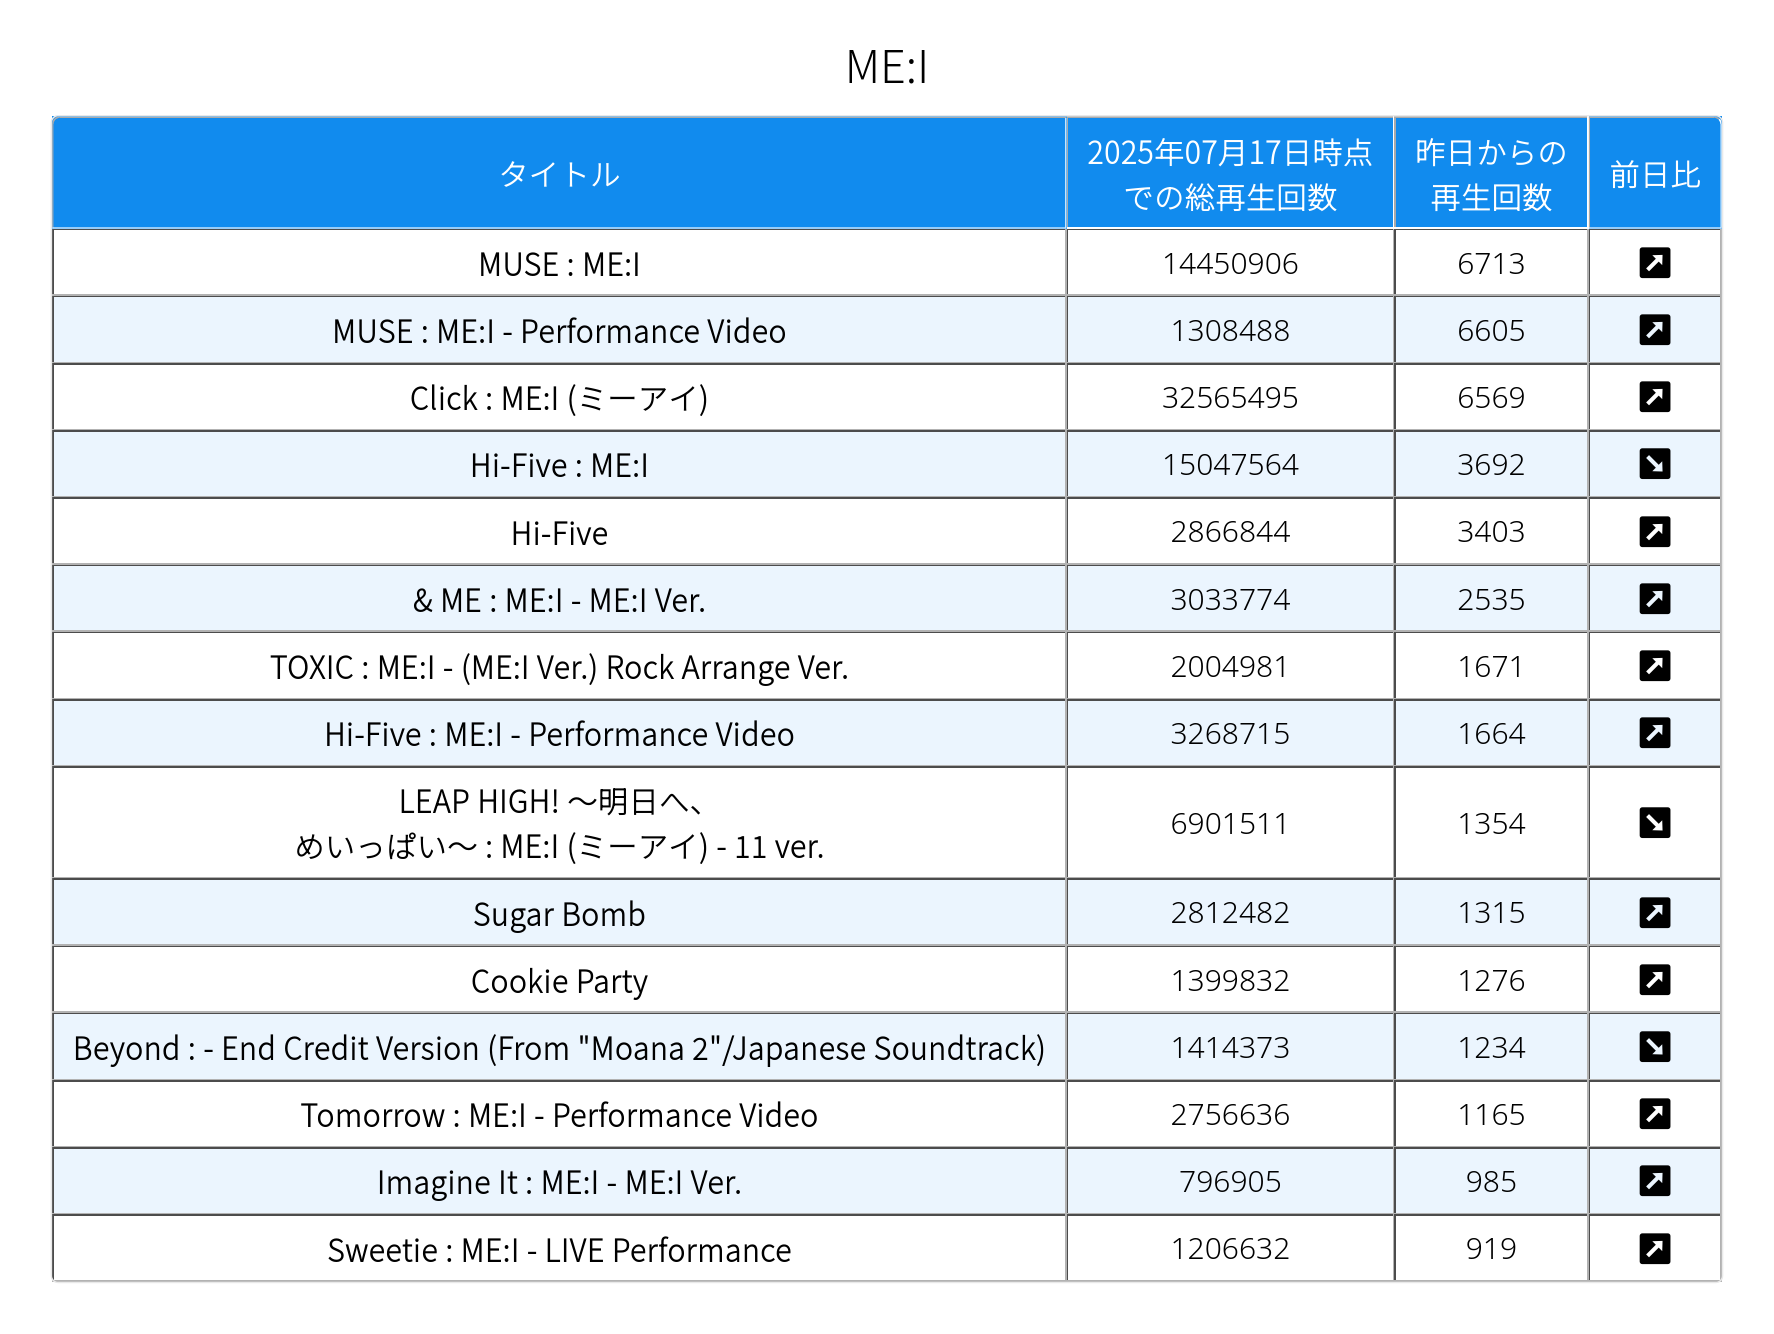 ME:I
タイトル
2025年07月17日時点
での総再生回数
昨日からの
再生回数
前日比
MUSE : ME:I 14450906 6713 ↗
MUSE : ME:I - Performance Video 1308488 6605 ↗
Click : ME:I (ミーアイ) 32565495 6569 ↗
Hi-Five : ME:I 15047564 3692 ↘
Hi-Five 2866844 3403 ↗
& ME : ME:I - ME:I Ver. 3033774 2535 ↗
TOXIC : ME:I - (ME:I Ver.) Rock Arrange Ver. 2004981 1671 ↗
Hi-Five : ME:I - Performance Video 3268715 1664 ↗
LEAP HIGH! 〜明日へ、
めいっぱい〜 : ME:I (ミーアイ) - 11 ver. 6901511 1354 ↘
Sugar Bomb 2812482 1315 ↗
Cookie Party 1399832 1276 ↗
Beyond : - End Credit Version (From "Moana 2"/Japanese Soundtrack) 1414373 1234 ↘
Tomorrow : ME:I - Performance Video 2756636 1165 ↗
Imagine It : ME:I - ME:I Ver. 796905 985 ↗
Sweetie : ME:I - LIVE Performance 1206632 919 ↗